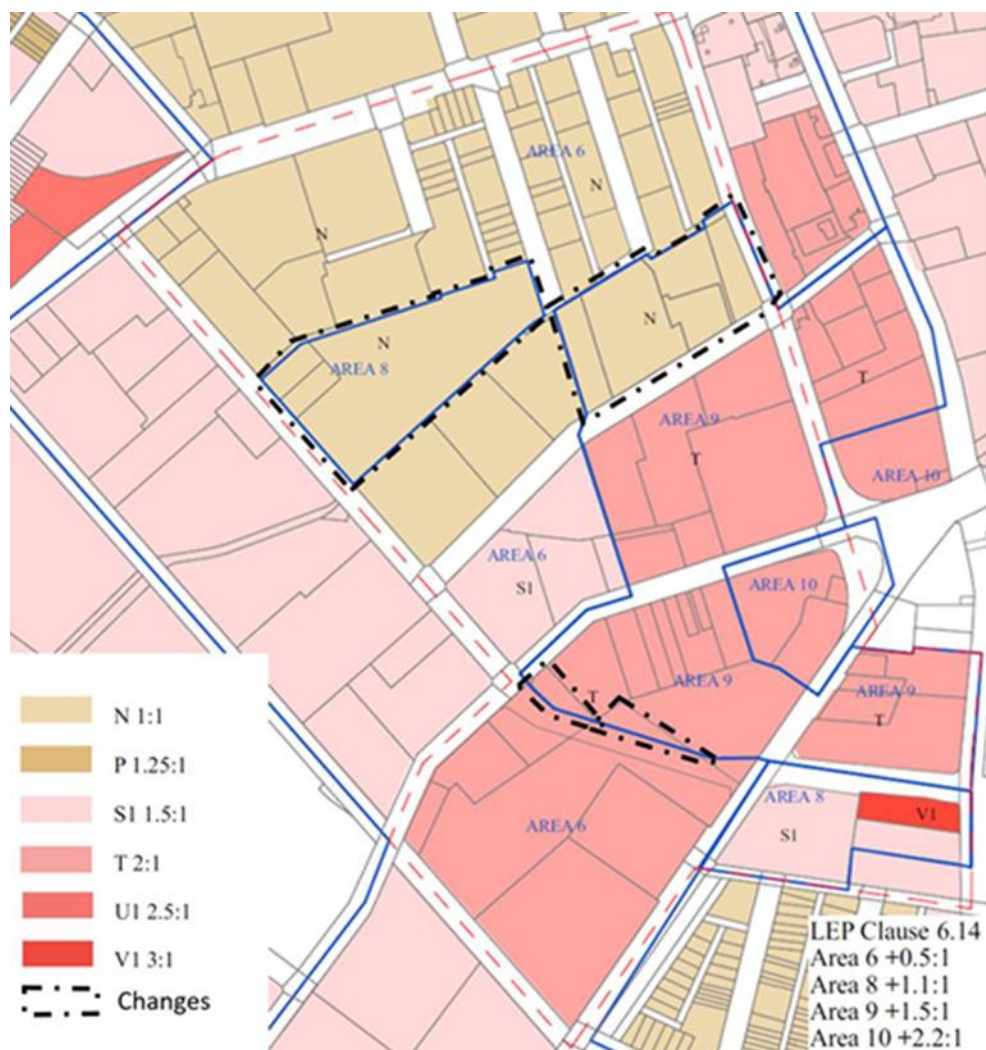 AREA 6
N
N
N
N
AREA 8
T
AREA 9
T
AREA 10
AREA 6
S1
AREA 10
T
AREA 9
AREA 9
T
AREA 8
V1
S1
AREA 6
N 1:1
P 1.25:1
S1 1.5:1
T 2:1
U1 2.5:1
V1 3:1
Changes
LEP Clause 6.14
Area 6 +0.5:1
Area 8 +1.1:1
Area 9 +1.5:1
Area 10 +2.2:1